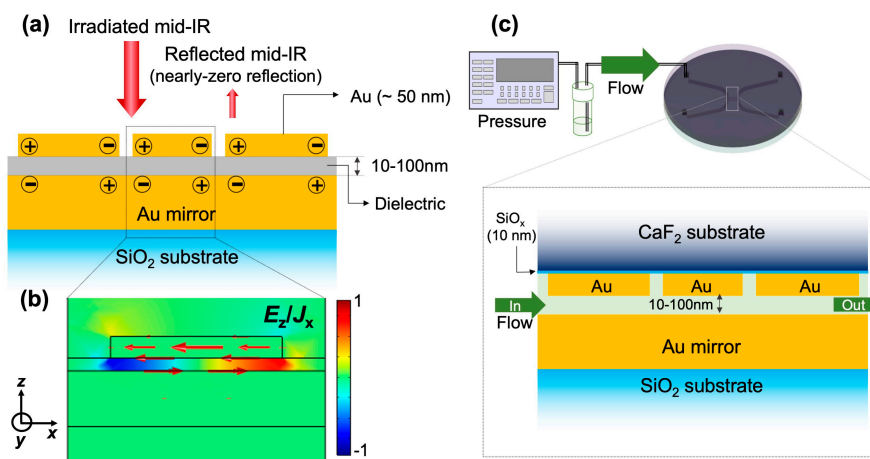 (a)
Irradiated mid-IR
Reflected mid-IR
(nearly-zero reflection)
Au (~ 50 nm)
+ − + − + −
10-100nm
− + − + − +
Dielectric
Au mirror
SiO₂ substrate
(b)
E_z/J_x
1
-1
z
y
x
(c)
Flow
Pressure
SiOₓ
(10 nm)
CaF₂ substrate
Au
Au
Au
In
10-100nm
Out
Flow
Au mirror
SiO₂ substrate